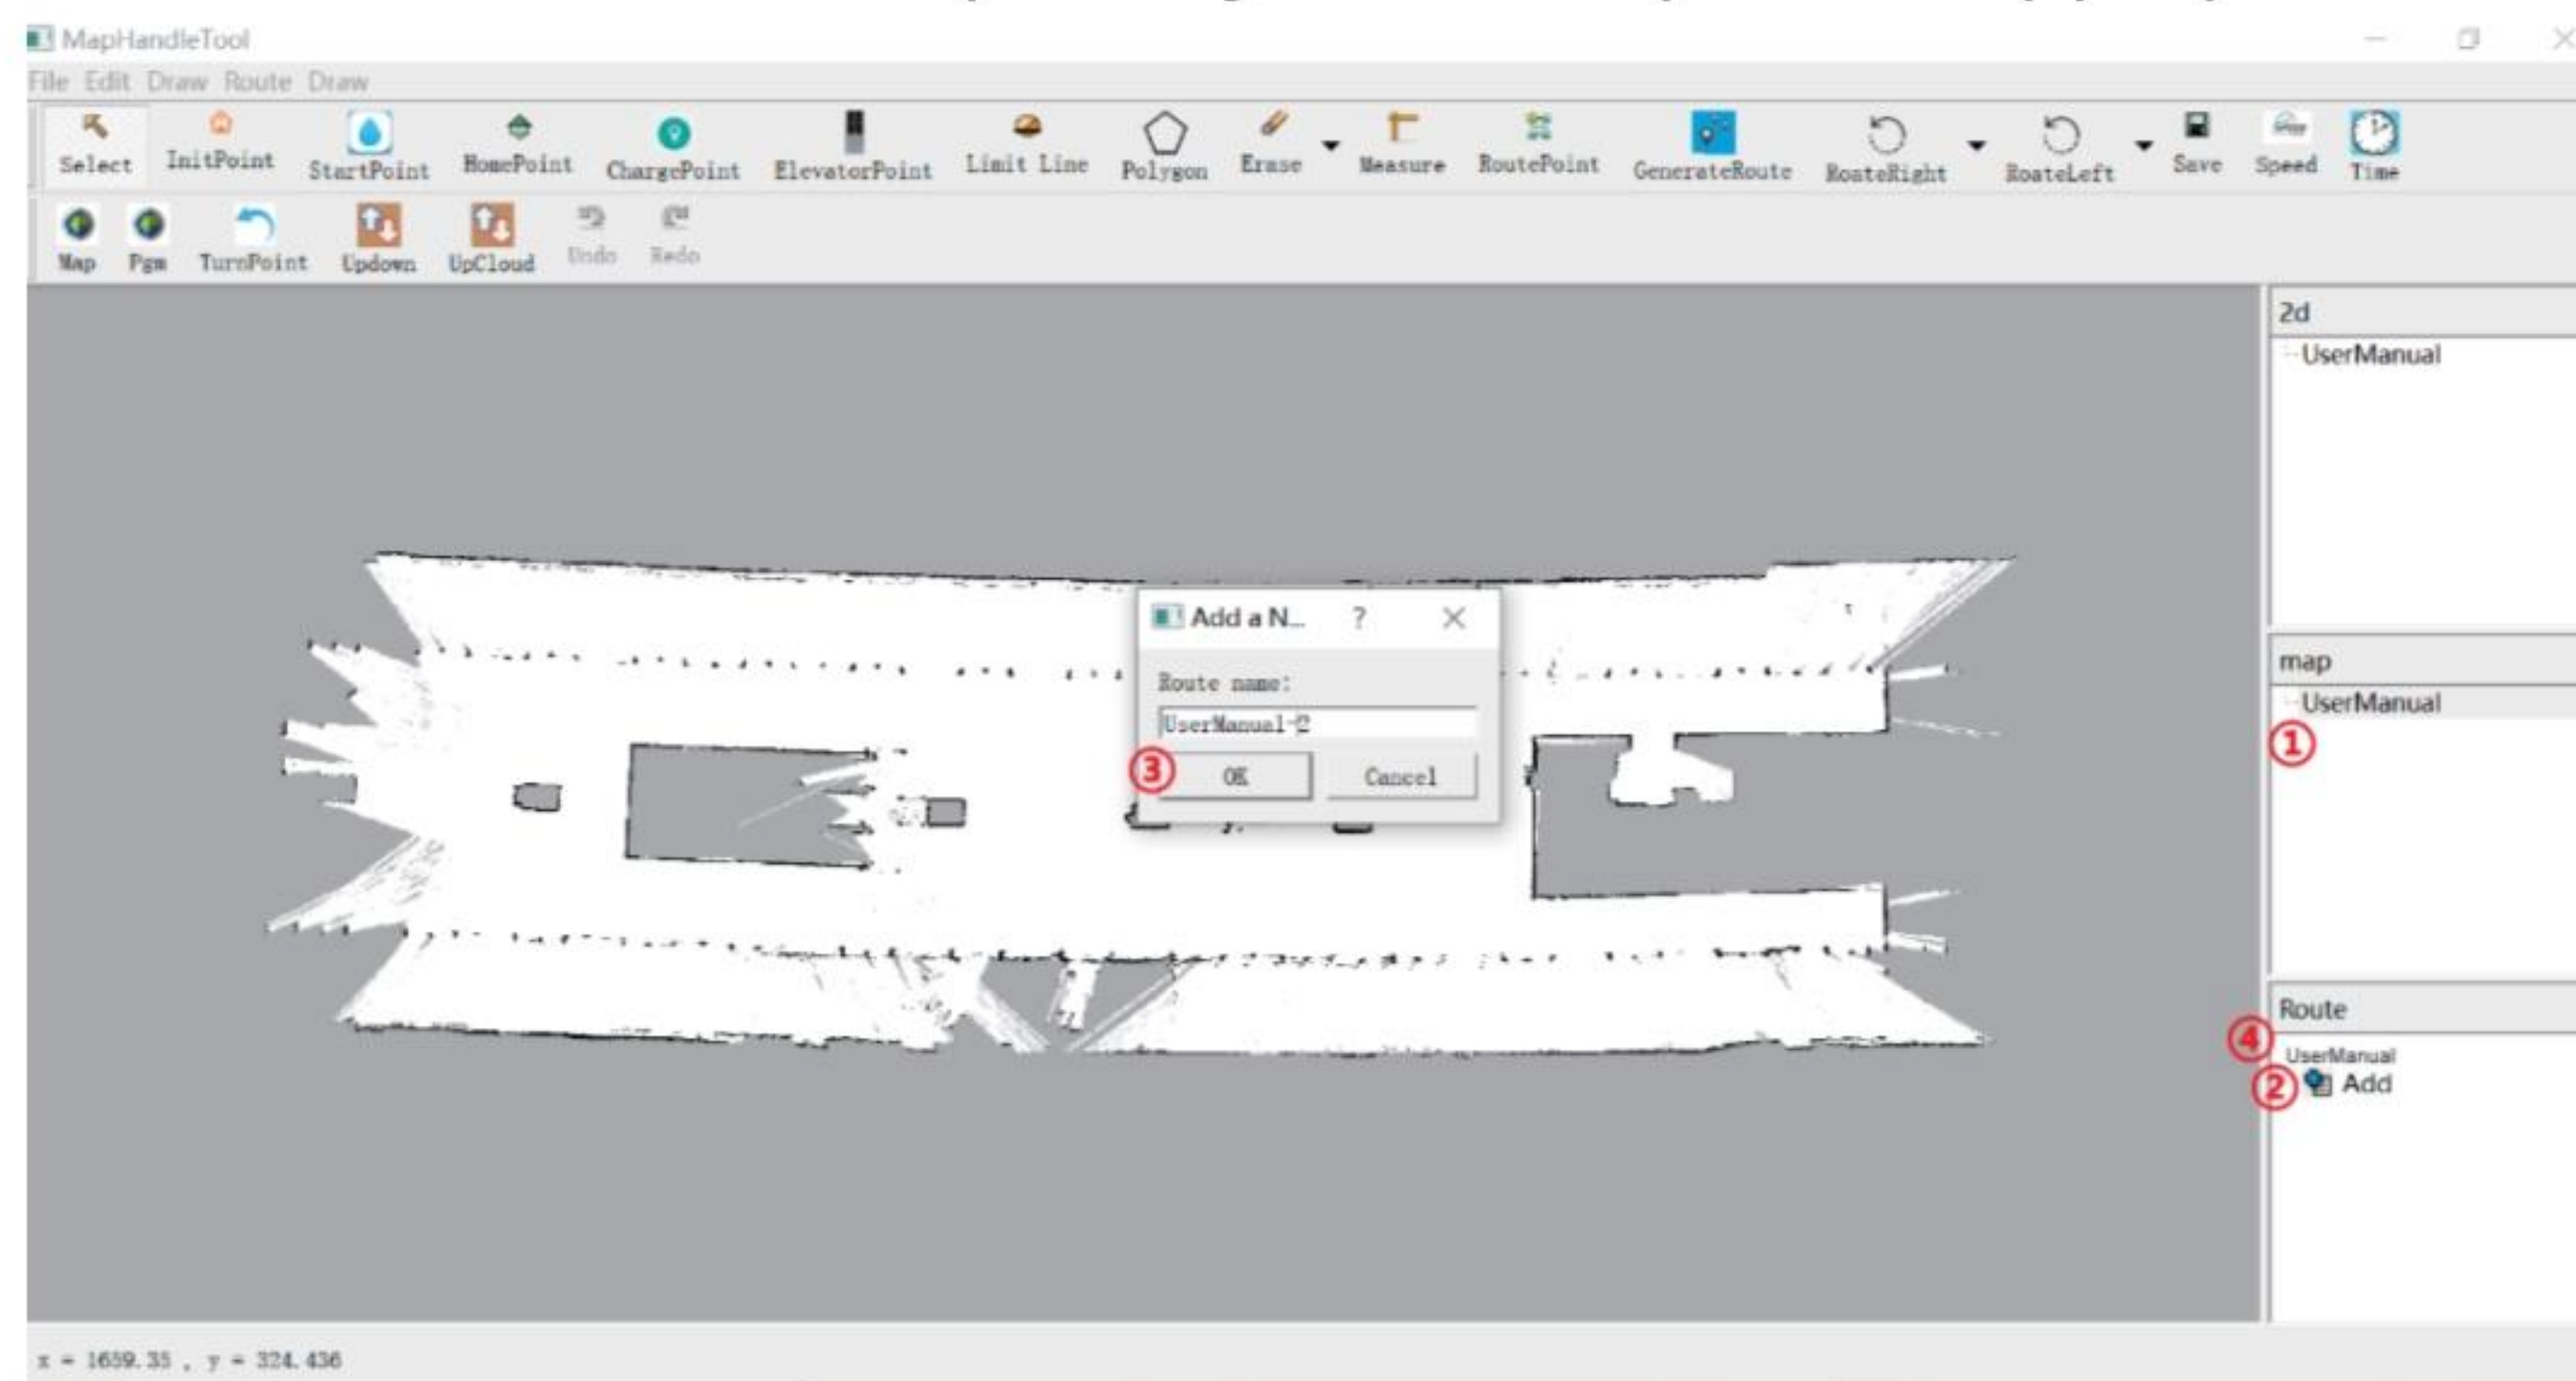 MapHandleTool
File Edit Draw Route Draw
Select InitPoint StartPoint HomePoint ChargePoint ElevatorPoint Limit Line Polygon Erase Measure RoutePoint GenerateRoute RoateRight RoateLeft Save Speed Time
Map Pgm TurnPoint Updown UpCloud Undo Redo
2d
UserManual
Add a N... ? X
Route name:
UserManual-2
③ OK Cancel
map
UserManual
①
Route
④ UserManual
② Add
x = 1659.35 , y = 324.436